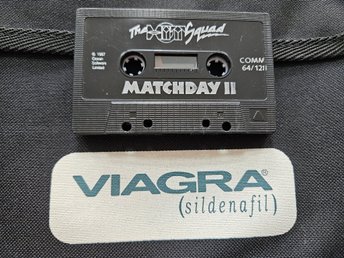 The Hit Squad
© 1987
Ocean
Software
Limited
COMM
64/128
MATCHDAY II
VIAGRA®
(sildenafil)